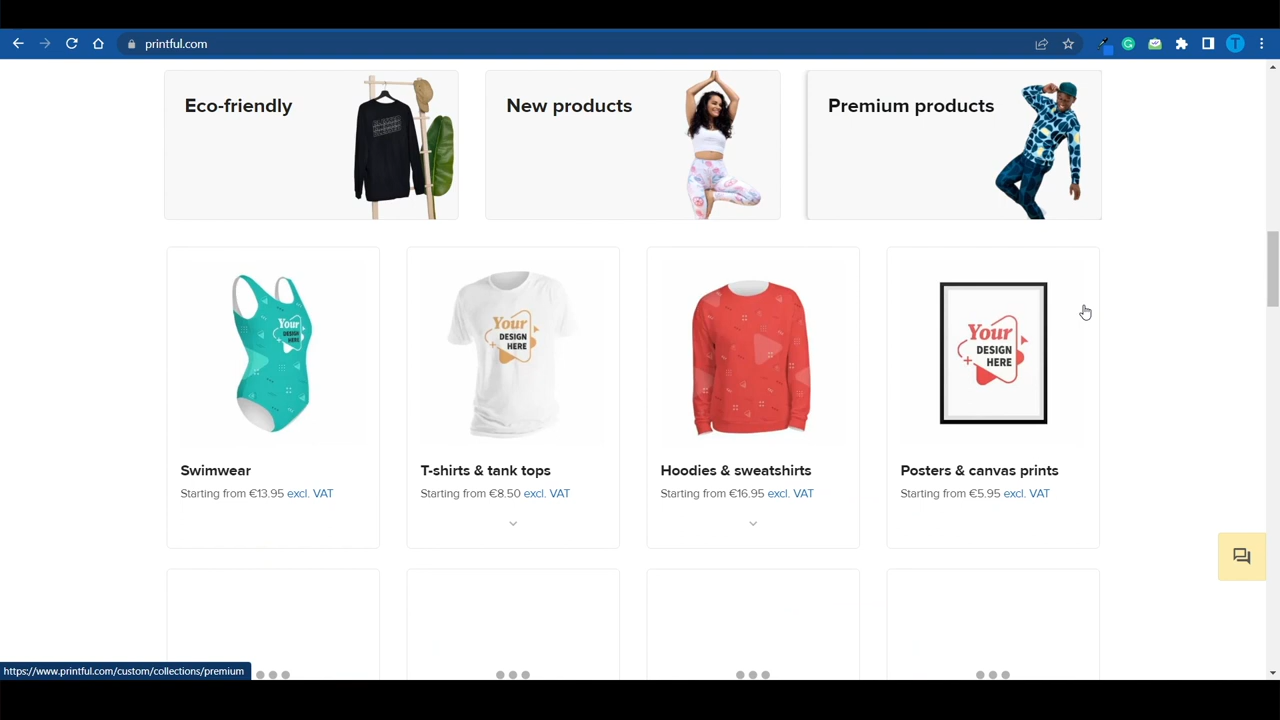 printful.com
T
Eco-friendly
New products
Premium products
Your
DESIGN
HERE
Your
DESIGN
HERE
Your
DESIGN
HERE
Swimwear
T-shirts & tank tops
Hoodies & sweatshirts
Posters & canvas prints
Starting from €13.95 excl. VAT
Starting from €8.50 excl. VAT
Starting from €16.95 excl. VAT
Starting from €5.95 excl. VAT
https://www.printful.com/custom/collections/premium